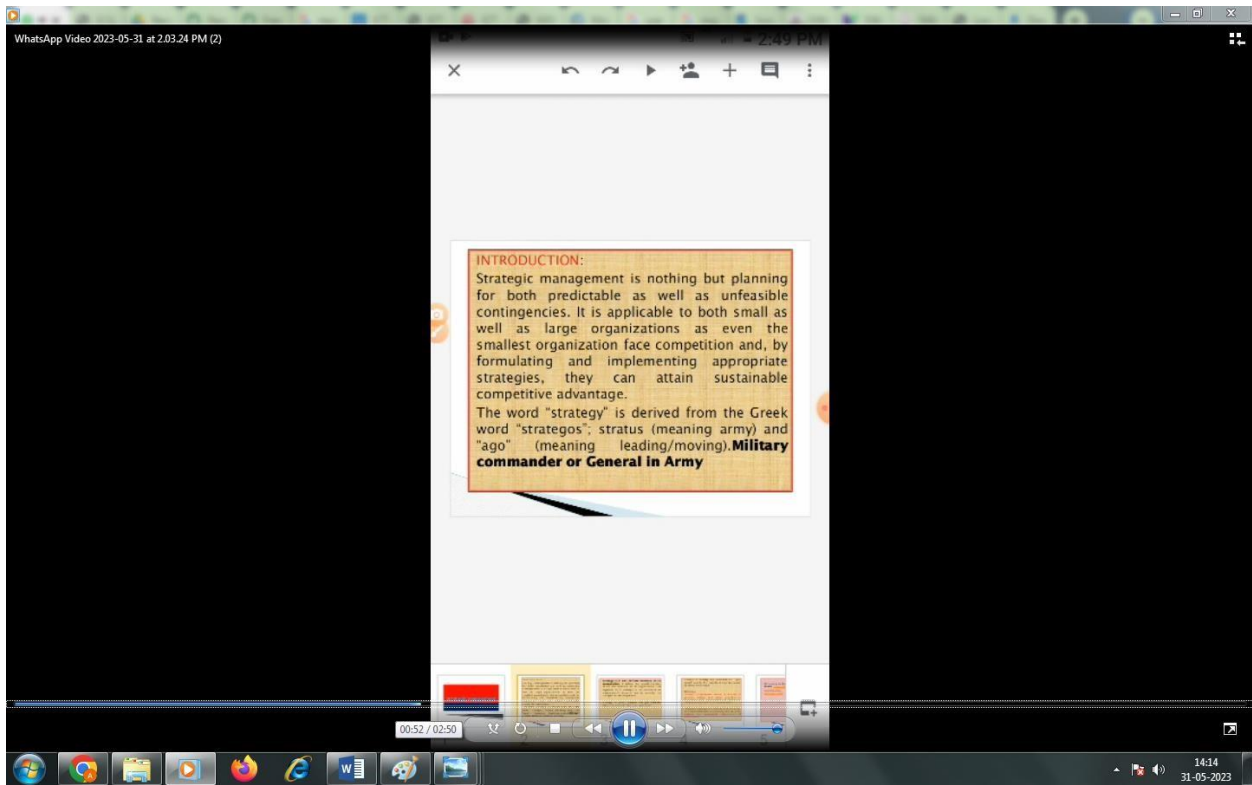 WhatsApp Video 2023-05-31 at 2.03.24 PM (2)
2:49 PM
INTRODUCTION:
Strategic management is nothing but planning
for both predictable as well as unfeasible
contingencies. It is applicable to both small as
well as large organizations as even the
smallest organization face competition and, by
formulating and implementing appropriate
strategies, they can attain sustainable
competitive advantage.
The word "strategy" is derived from the Greek
word "strategos"; stratus (meaning army) and
"ago" (meaning leading/moving).Military
commander or General in Army
00:52 / 02:50
14:14
31-05-2023